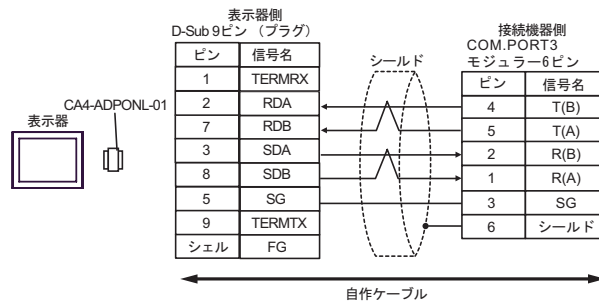 表示器側
D-Sub 9ピン （プラグ）
ピン 信号名
1 TERMRX
2 RDA
7 RDB
3 SDA
8 SDB
5 SG
9 TERMTX
シェル FG
CA4-ADPONL-01
表示器
シールド
接続機器側
COM.PORT3
モジュラー6ピン
ピン 信号名
4 T(B)
5 T(A)
2 R(B)
1 R(A)
3 SG
6 シールド
自作ケーブル